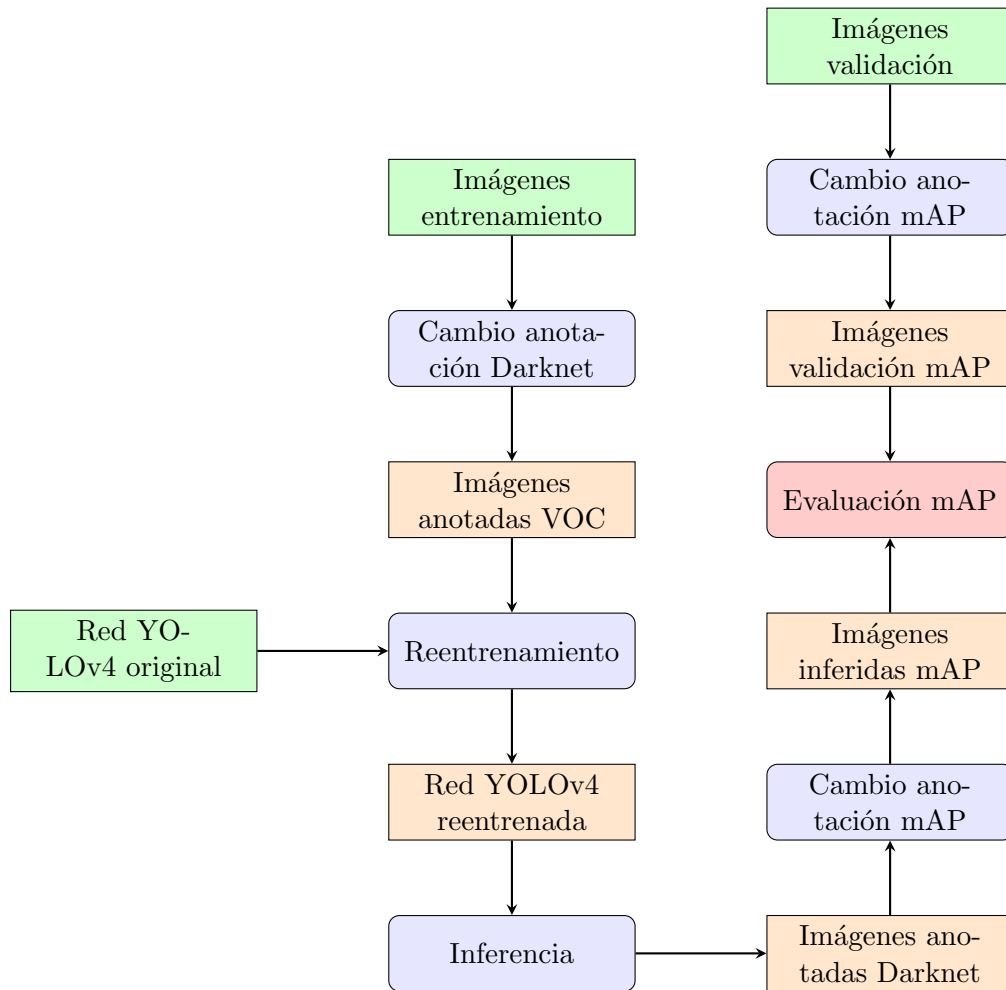 Imágenes
validación
Imágenes
entrenamiento
Cambio ano-
tación mAP
Cambio anota-
ción Darknet
Imágenes
validación mAP
Imágenes
anotadas VOC
Evaluación mAP
Red YO-
LOv4 original
Reentrenamiento
Imágenes
inferidas mAP
Red YOLOv4
reentrenada
Cambio ano-
tación mAP
Inferencia
Imágenes ano-
tadas Darknet